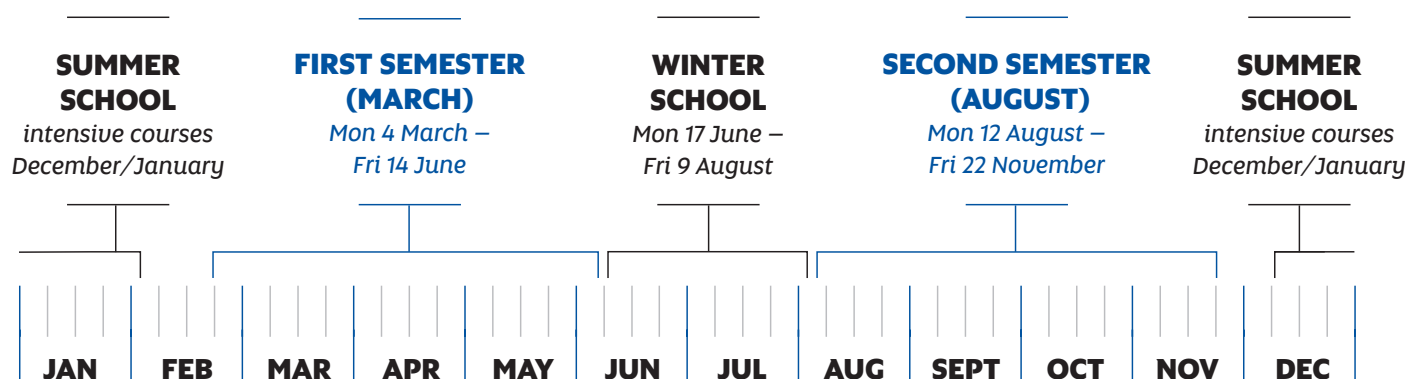 SUMMER
SCHOOL
intensive courses
December/January
FIRST SEMESTER
(MARCH)
Mon 4 March –
Fri 14 June
WINTER
SCHOOL
Mon 17 June –
Fri 9 August
SECOND SEMESTER
(AUGUST)
Mon 12 August –
Fri 22 November
SUMMER
SCHOOL
intensive courses
December/January
JAN FEB MAR APR MAY JUN JUL AUG SEPT OCT NOV DEC